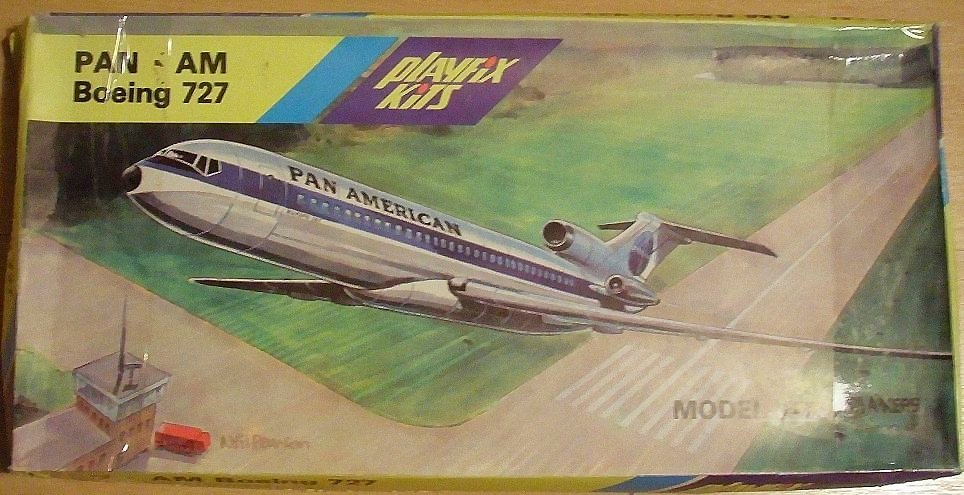 PAN - AM
Boeing 727
playfix
kits
PAN AMERICAN
MODEL
AM Boeing 727